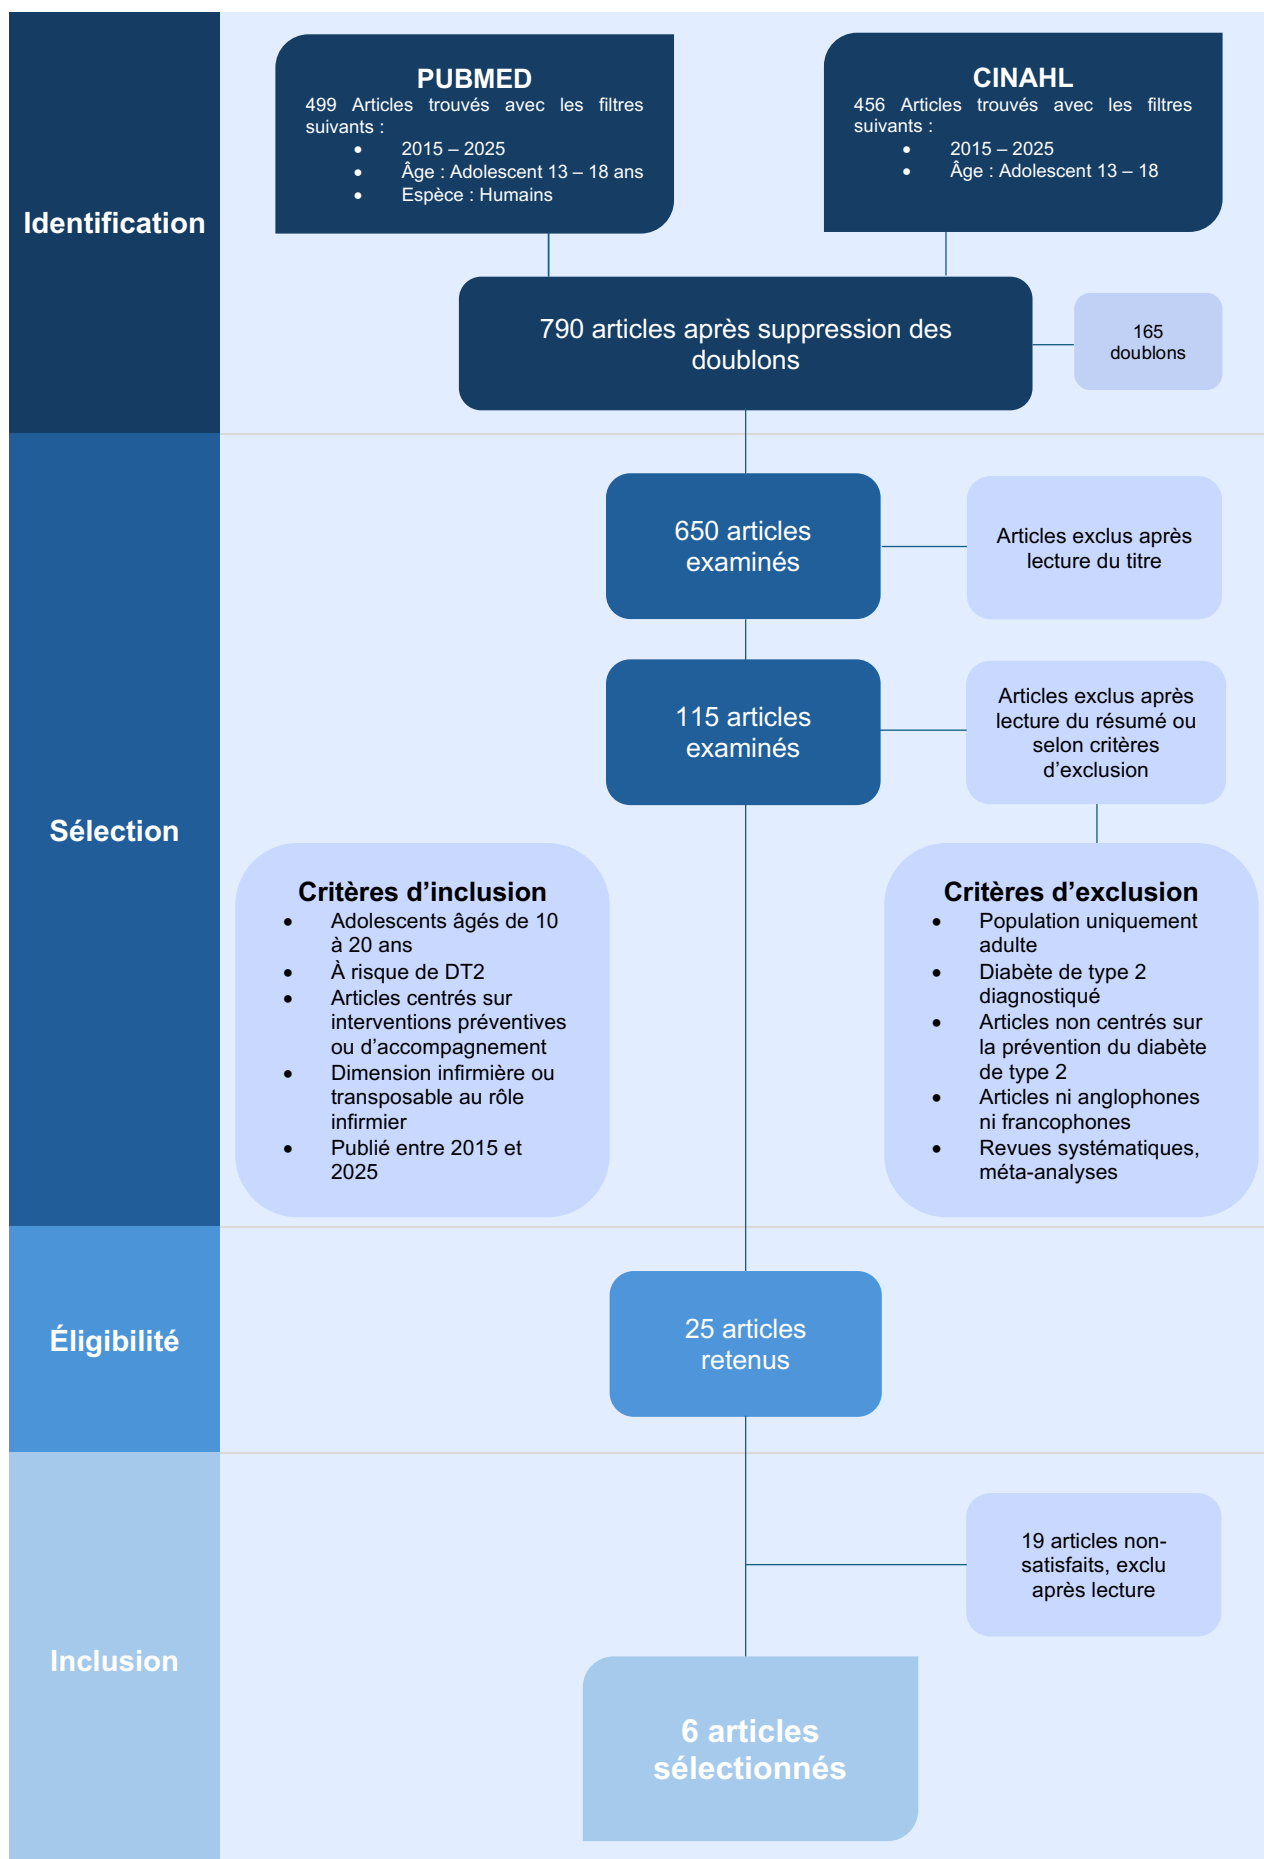 Identification
PUBMED
499 Articles trouvés avec les filtres
suivants :
• 2015 – 2025
• Âge : Adolescent 13 – 18 ans
• Espèce : Humains
CINAHL
456 Articles trouvés avec les filtres
suivants :
• 2015 – 2025
• Âge : Adolescent 13 – 18
790 articles après suppression des
doublons
165
doublons
Sélection
650 articles
examinés
Articles exclus après
lecture du titre
115 articles
examinés
Articles exclus après
lecture du résumé ou
selon critères
d’exclusion
Critères d’inclusion
• Adolescents âgés de 10
à 20 ans
• À risque de DT2
• Articles centrés sur
interventions préventives
ou d’accompagnement
• Dimension infirmière ou
transposable au rôle
infirmier
• Publié entre 2015 et
2025
Critères d’exclusion
• Population uniquement
adulte
• Diabète de type 2
diagnostiqué
• Articles non centrés sur
la prévention du diabète
de type 2
• Articles ni anglophones
ni francophones
• Revues systématiques,
méta-analyses
Éligibilité
25 articles
retenus
Inclusion
19 articles non-
satisfaits, exclu
après lecture
6 articles
sélectionnés